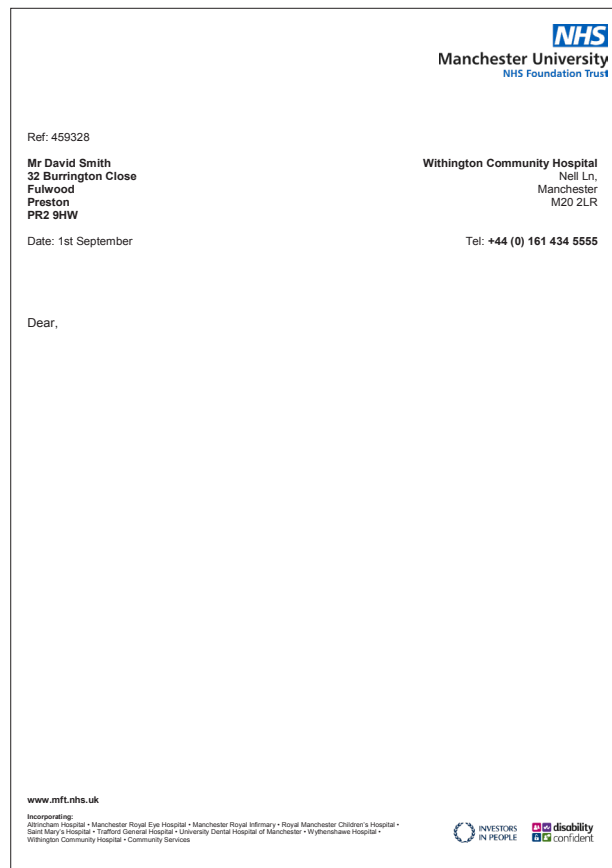 NHS
Manchester University
NHS Foundation Trust
Ref: 459328
Mr David Smith
32 Burrington Close
Fulwood
Preston
PR2 9HW
Withington Community Hospital
Nell Ln,
Manchester
M20 2LR
Date: 1st September
Tel: +44 (0) 161 434 5555
Dear,
www.mft.nhs.uk
Incorporating:
Altrincham Hospital • Manchester Royal Eye Hospital • Manchester Royal Infirmary • Royal Manchester Children's Hospital •
Saint Mary's Hospital • Trafford General Hospital • University Dental Hospital of Manchester • Wythenshawe Hospital •
Withington Community Hospital • Community Services
INVESTORS
IN PEOPLE
disability
confident